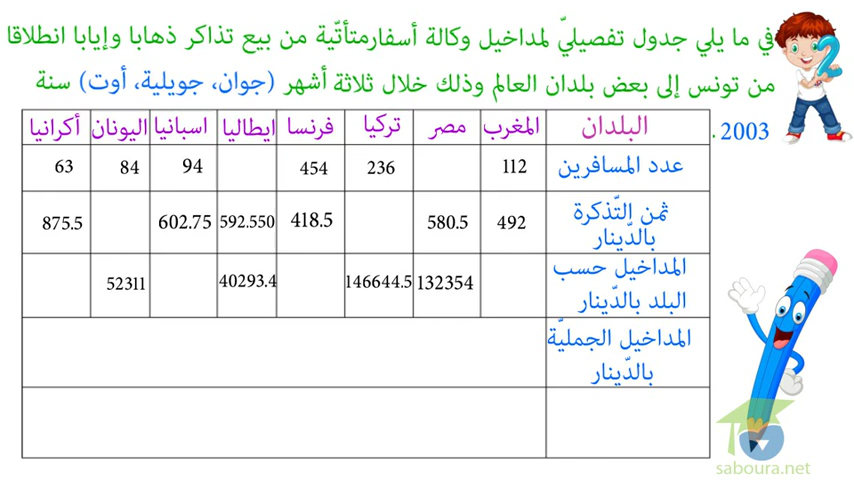 في ما يلي جدول تفصيليّ لمداخيل وكالة أسفارمتأتّية من بيع تذاكر ذهابا وإيابا انطلاقا
من تونس إلى بعض بلدان العالم وذلك خلال ثلاثة أشهر (جوان، جويلية، أوت) سنة
2003 .
البلدان المغرب مصر تركيا فرنسا ايطاليا اسبانيا اليونان أكرانيا
عدد المسافرين 112 236 454 94 84 63
ثمن التّذكرة بالدّينار 492 580.5 418.5 592.550 602.75 875.5
المداخيل حسب البلد بالدّينار 132354 146644.5 40293.4 52311
المداخيل الجمليّة بالدّينار
2
saboura.net